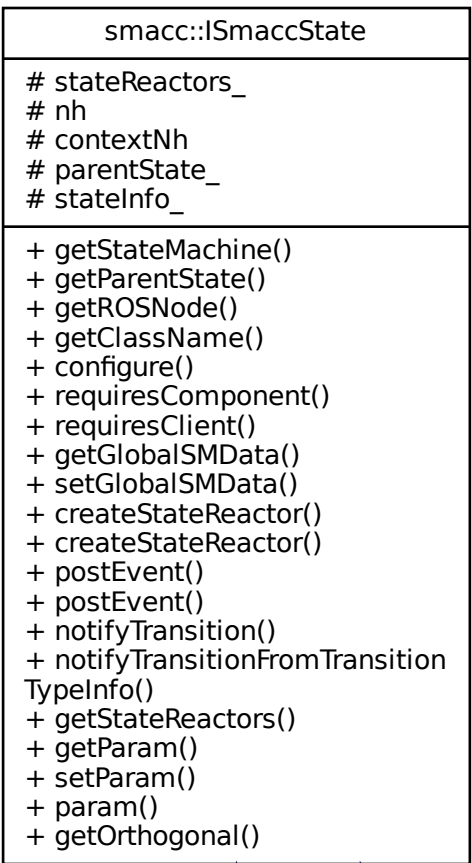 smacc::ISmaccState
# stateReactors_
# nh
# contextNh
# parentState_
# stateInfo_
+ getStateMachine()
+ getParentState()
+ getROSNode()
+ getClassName()
+ configure()
+ requiresComponent()
+ requiresClient()
+ getGlobalSMData()
+ setGlobalSMData()
+ createStateReactor()
+ createStateReactor()
+ postEvent()
+ postEvent()
+ notifyTransition()
+ notifyTransitionFromTransition
TypeInfo()
+ getStateReactors()
+ getParam()
+ setParam()
+ param()
+ getOrthogonal()